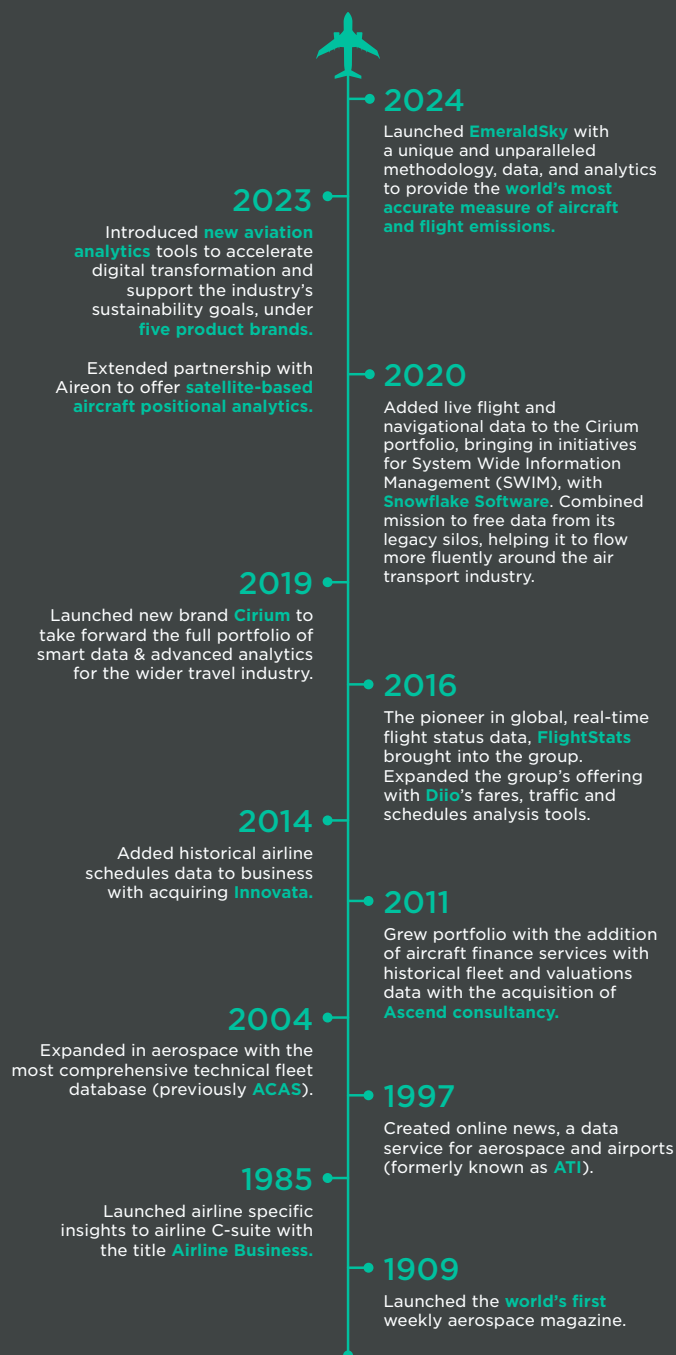 2024
Launched EmeraldSky with
a unique and unparalleled
methodology, data, and analytics
to provide the world's most
accurate measure of aircraft
and flight emissions.
2023
Introduced new aviation
analytics tools to accelerate
digital transformation and
support the industry's
sustainability goals, under
five product brands.
Extended partnership with
Aireon to offer satellite-based
aircraft positional analytics.
2020
Added live flight and
navigational data to the Cirium
portfolio, bringing in initiatives
for System Wide Information
Management (SWIM), with
Snowflake Software. Combined
mission to free data from its
legacy silos, helping it to flow
more fluently around the air
transport industry.
2019
Launched new brand Cirium to
take forward the full portfolio of
smart data & advanced analytics
for the wider travel industry.
2016
The pioneer in global, real-time
flight status data, FlightStats
brought into the group.
Expanded the group's offering
with Diio's fares, traffic and
schedules analysis tools.
2014
Added historical airline
schedules data to business
with acquiring Innovata.
2011
Grew portfolio with the addition
of aircraft finance services with
historical fleet and valuations
data with the acquisition of
Ascend consultancy.
2004
Expanded in aerospace with the
most comprehensive technical fleet
database (previously ACAS).
1997
Created online news, a data
service for aerospace and airports
(formerly known as ATI).
1985
Launched airline specific
insights to airline C-suite with
the title Airline Business.
1909
Launched the world's first
weekly aerospace magazine.